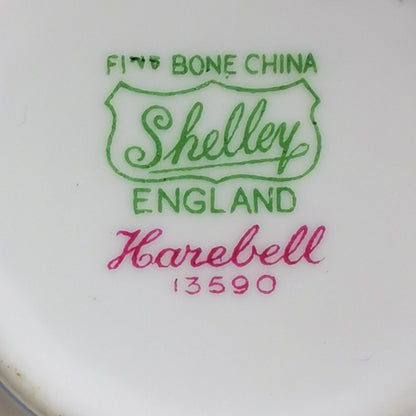 FINE BONE CHINA
Shelley
ENGLAND
Harebell
13590